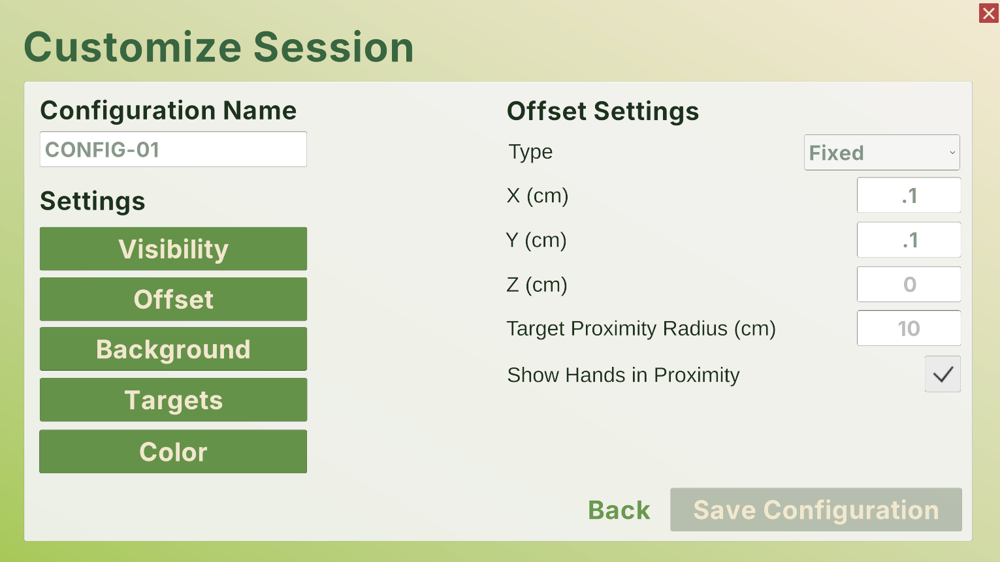 Customize Session
Configuration Name
CONFIG-01
Settings
Visibility
Offset
Background
Targets
Color
Offset Settings
Type
Fixed
X (cm)
.1
Y (cm)
.1
Z (cm)
0
Target Proximity Radius (cm)
10
Show Hands in Proximity
Back
Save Configuration